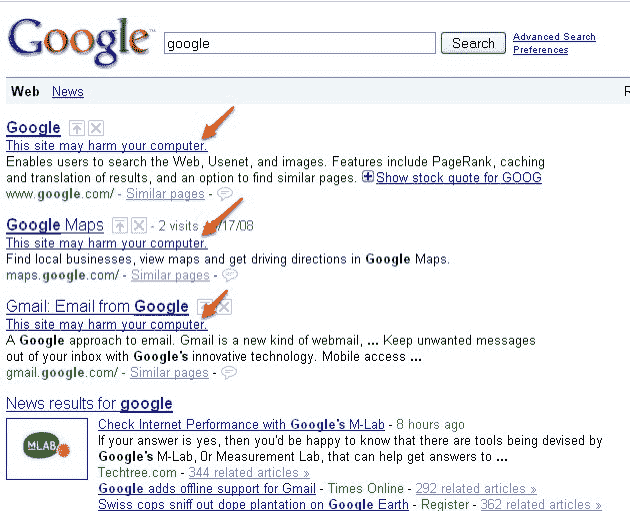 Google™
google
Search
Advanced Search
Preferences
Web News
Google
This site may harm your computer.
Enables users to search the Web, Usenet, and images. Features include PageRank, caching
and translation of results, and an option to find similar pages. Show stock quote for GOOG
www.google.com/ - Similar pages -
Google Maps - 2 visits - /17/08
This site may harm your computer.
Find local businesses, view maps and get driving directions in Google Maps.
maps.google.com/ - Similar pages -
Gmail: Email from Google
This site may harm your computer.
A Google approach to email. Gmail is a new kind of webmail, ... Keep unwanted messages
out of your inbox with Google's innovative technology. Mobile access ...
gmail.google.com/ - Similar pages -
News results for google
MLAB
Check Internet Performance with Google's M-Lab - 8 hours ago
If your answer is yes, then you'd be happy to know that there are tools being devised by
Google's M-Lab, 0r Measurement Lab, that can help get answers to ...
Techtree.com - 344 related articles »
Google adds offline support for Gmail - Times Online - 292 related articles »
Swiss cops sniff out dope plantation on Google Earth - Register - 362 related articles »